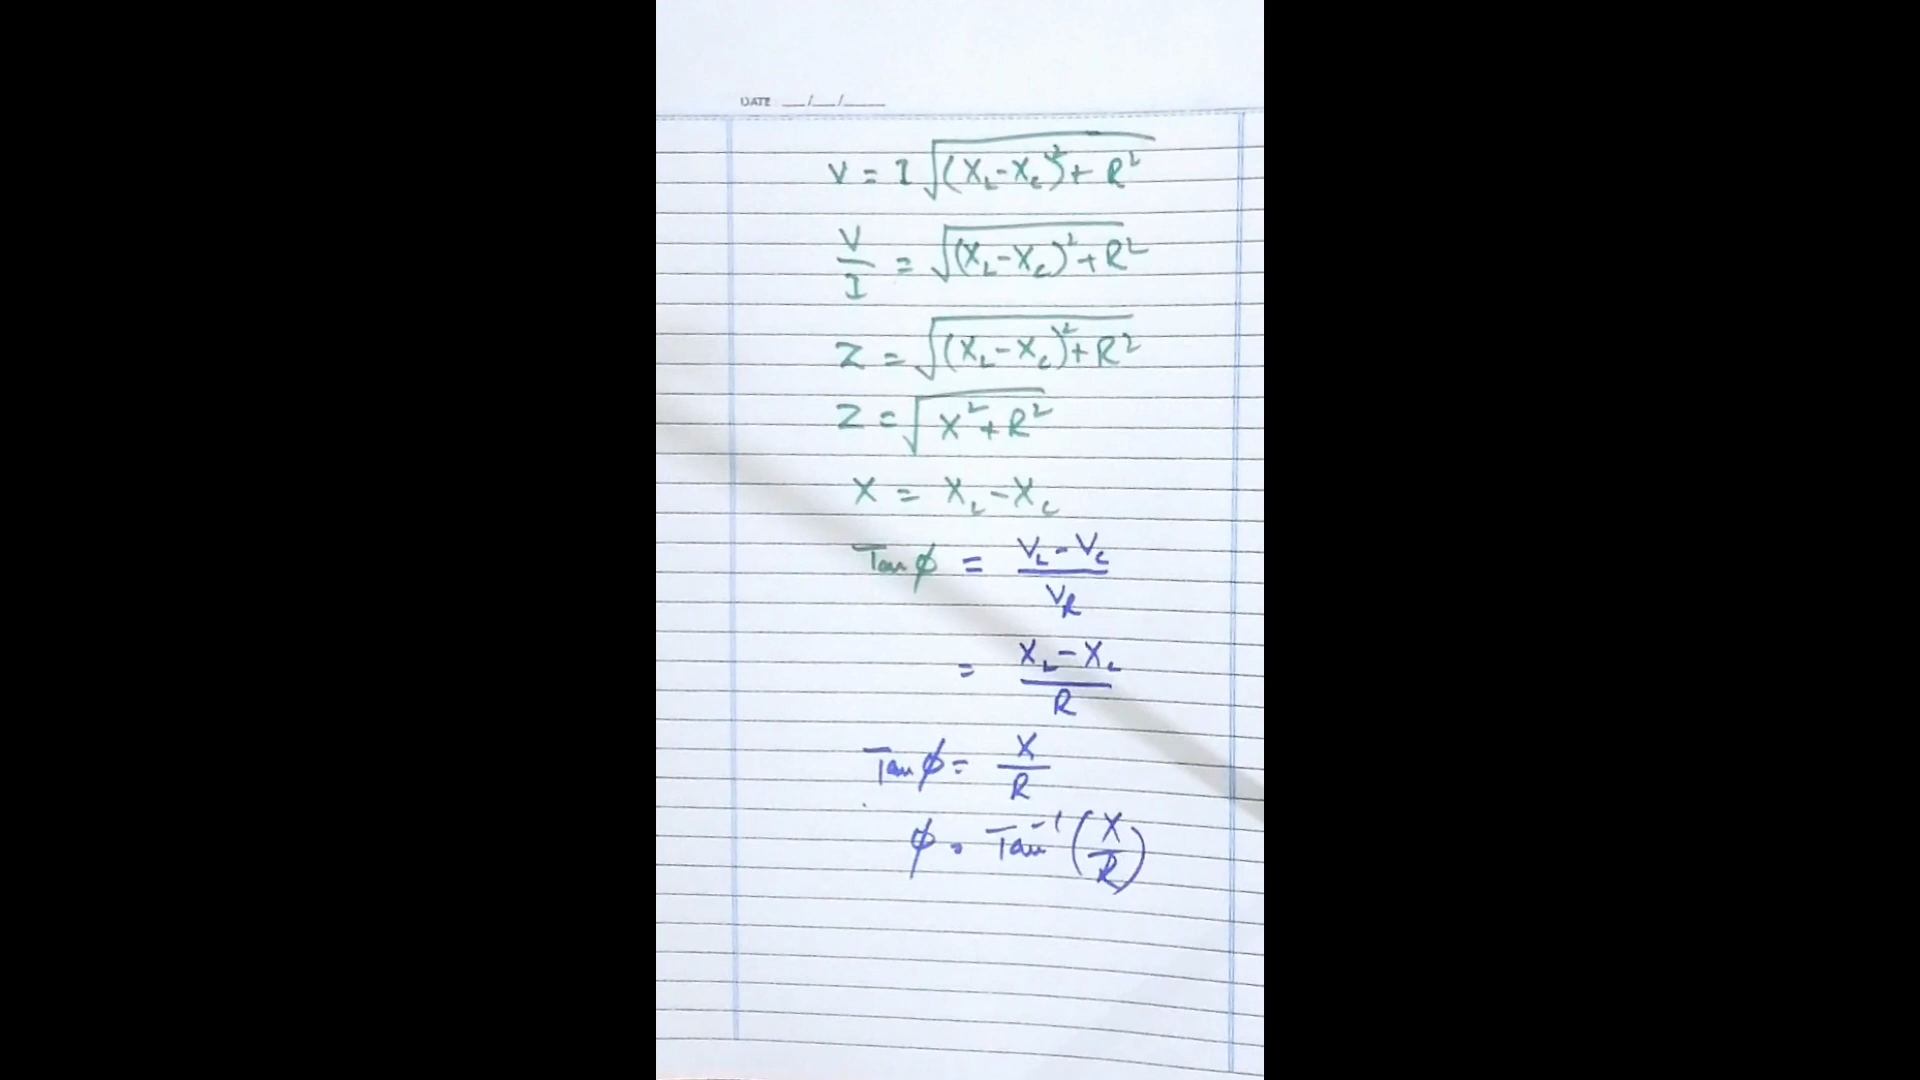 DATE __/__/____
V = I √((X_L - X_C)² + R²)
V/I = √((X_L - X_C)² + R²)
Z = √((X_L - X_C)² + R²)
Z = √(X² + R²)
X = X_L - X_C
Tan φ = (V_L - V_C)/V_R
= (X_L - X_C)/R
Tan φ = X/R
φ = Tan⁻¹ (X/R)